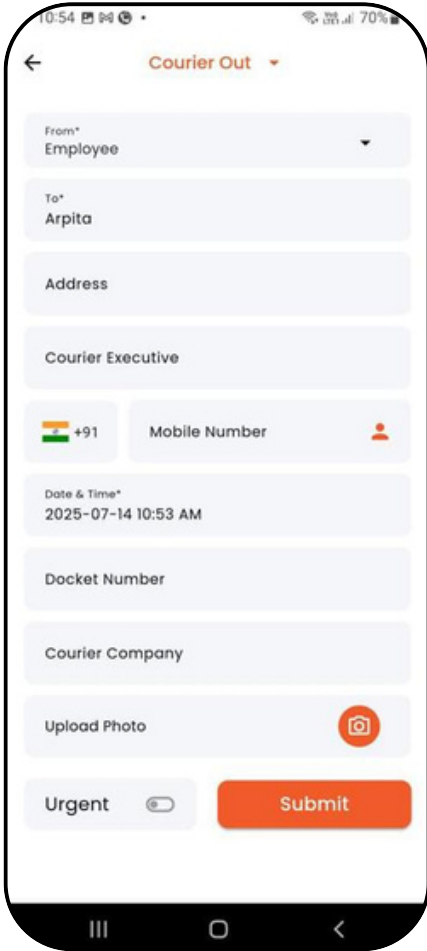 10:54
70%
Courier Out
From*
Employee
To*
Arpita
Address
Courier Executive
+91
Mobile Number
Date & Time*
2025-07-14 10:53 AM
Docket Number
Courier Company
Upload Photo
Urgent
Submit